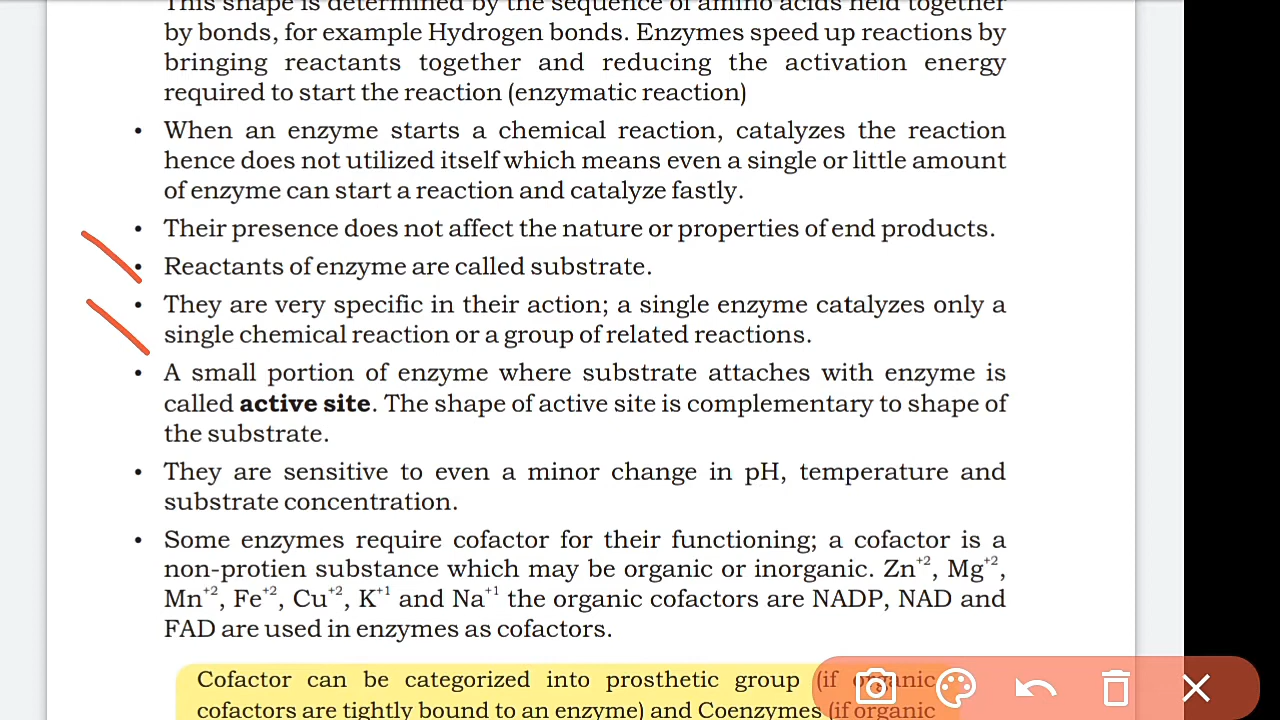 This shape is determined by the sequence of amino acids held together
by bonds, for example Hydrogen bonds. Enzymes speed up reactions by
bringing reactants together and reducing the activation energy
required to start the reaction (enzymatic reaction)
• When an enzyme starts a chemical reaction, catalyzes the reaction
hence does not utilized itself which means even a single or little amount
of enzyme can start a reaction and catalyze fastly.
• Their presence does not affect the nature or properties of end products.
• Reactants of enzyme are called substrate.
• They are very specific in their action; a single enzyme catalyzes only a
single chemical reaction or a group of related reactions.
• A small portion of enzyme where substrate attaches with enzyme is
called active site. The shape of active site is complementary to shape of
the substrate.
• They are sensitive to even a minor change in pH, temperature and
substrate concentration.
• Some enzymes require cofactor for their functioning; a cofactor is a
non-protien substance which may be organic or inorganic. Zn⁺², Mg⁺²,
Mn⁺², Fe⁺², Cu⁺², K⁺¹ and Na⁺¹ the organic cofactors are NADP, NAD and
FAD are used in enzymes as cofactors.
Cofactor can be categorized into prosthetic group (if organic
cofactors are tightly bound to an enzyme) and Coenzymes (if organic